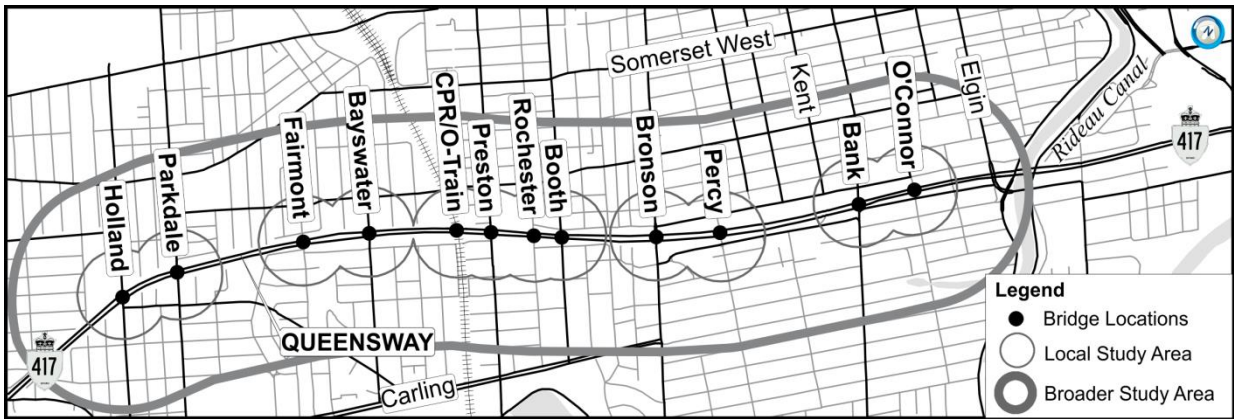 Somerset West
Kent
O'Connor
Elgin
Rideau Canal
417
Holland
Parkdale
Fairmont
Bayswater
CPR/O-Train
Preston
Rochester
Booth
Bronson
Percy
Bank
QUEENSWAY
417
Carling
Legend
Bridge Locations
Local Study Area
Broader Study Area
N